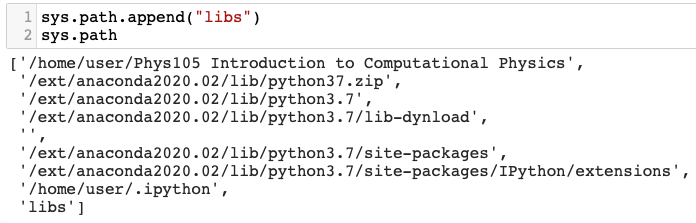 1 sys.path.append("libs")
2 sys.path
['/home/user/Phys105 Introduction to Computational Physics',
'/ext/anaconda2020.02/lib/python37.zip',
'/ext/anaconda2020.02/lib/python3.7',
'/ext/anaconda2020.02/lib/python3.7/lib-dynload',
'',
'/ext/anaconda2020.02/lib/python3.7/site-packages',
'/ext/anaconda2020.02/lib/python3.7/site-packages/IPython/extensions',
'/home/user/.ipython',
'libs']